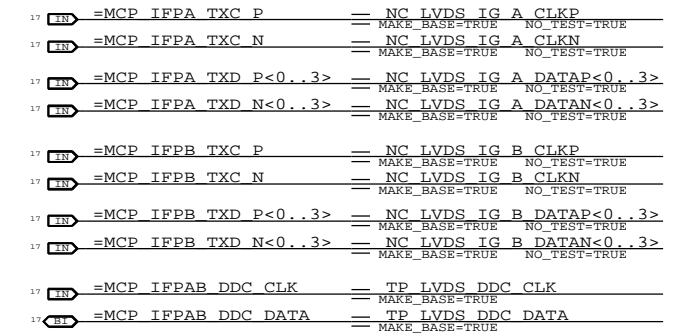 17 IN =MCP_IFPA_TXC_P NC_LVDS_IG_A_CLKP
MAKE_BASE=TRUE NO_TEST=TRUE
17 IN =MCP_IFPA_TXC_N NC_LVDS_IG_A_CLKN
MAKE_BASE=TRUE NO_TEST=TRUE
17 IN =MCP_IFPA_TXD_P<0..3> NC_LVDS_IG_A_DATAP<0..3>
MAKE_BASE=TRUE NO_TEST=TRUE
17 IN =MCP_IFPA_TXD_N<0..3> NC_LVDS_IG_A_DATAN<0..3>
MAKE_BASE=TRUE NO_TEST=TRUE
17 IN =MCP_IFPB_TXC_P NC_LVDS_IG_B_CLKP
MAKE_BASE=TRUE NO_TEST=TRUE
17 IN =MCP_IFPB_TXC_N NC_LVDS_IG_B_CLKN
MAKE_BASE=TRUE NO_TEST=TRUE
17 IN =MCP_IFPB_TXD_P<0..3> NC_LVDS_IG_B_DATAP<0..3>
MAKE_BASE=TRUE NO_TEST=TRUE
17 IN =MCP_IFPB_TXD_N<0..3> NC_LVDS_IG_B_DATAN<0..3>
MAKE_BASE=TRUE NO_TEST=TRUE
17 IN =MCP_IFPAB_DDC_CLK TP_LVDS_DDC_CLK
MAKE_BASE=TRUE
17 BI =MCP_IFPAB_DDC_DATA TP_LVDS_DDC_DATA
MAKE_BASE=TRUE